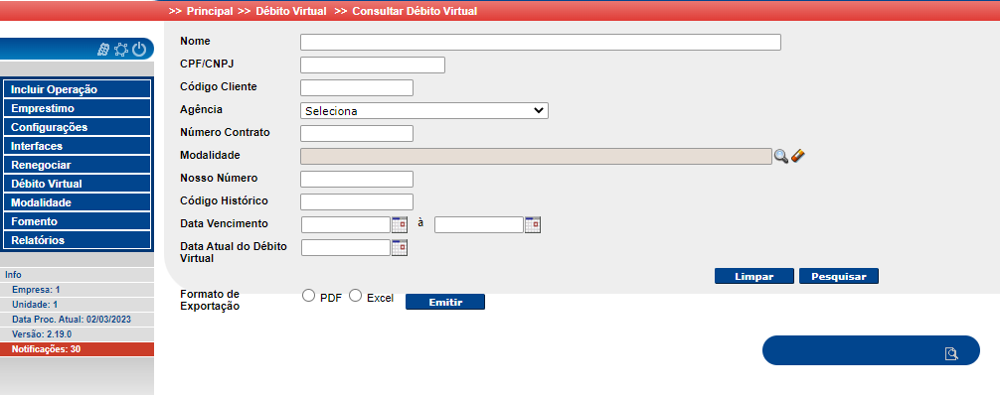 >> Principal >> Débito Virtual >> Consultar Débito Virtual
Incluir Operação
Emprestimo
Configurações
Interfaces
Renegociar
Débito Virtual
Modalidade
Fomento
Relatórios
Info
Empresa: 1
Unidade: 1
Data Proc. Atual: 02/03/2023
Versão: 2.19.0
Notificações: 30
Nome
CPF/CNPJ
Código Cliente
Agência Seleciona
Número Contrato
Modalidade
Nosso Número
Código Histórico
Data Vencimento à
Data Atual do Débito
Virtual
Limpar Pesquisar
Formato de
Exportação
PDF Excel Emitir